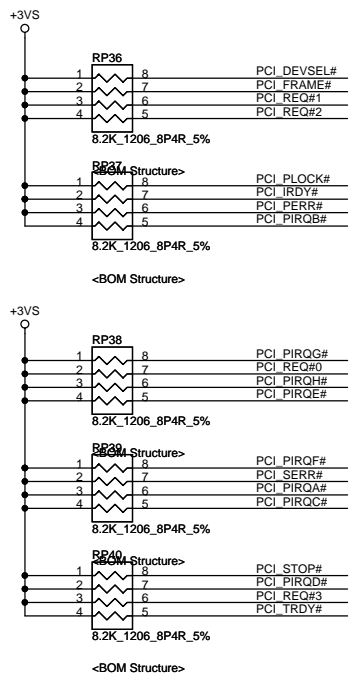 +3VS
RP36
1 8 PCI_DEVSEL#
2 7 PCI_FRAME#
3 6 PCI_REQ#1
4 5 PCI_REQ#2
8.2K_1206_8P4R_5%
<BOM Structure>
RP37
1 8 PCI_PLOCK#
2 7 PCI_IRDY#
3 6 PCI_PERR#
4 5 PCI_PIRQB#
8.2K_1206_8P4R_5%
<BOM Structure>
+3VS
RP38
1 8 PCI_PIRQG#
2 7 PCI_REQ#0
3 6 PCI_PIRQH#
4 5 PCI_PIRQE#
8.2K_1206_8P4R_5%
<BOM Structure>
RP39
1 8 PCI_PIRQF#
2 7 PCI_SERR#
3 6 PCI_PIRQA#
4 5 PCI_PIRQC#
8.2K_1206_8P4R_5%
<BOM Structure>
RP40
1 8 PCI_STOP#
2 7 PCI_PIRQD#
3 6 PCI_REQ#3
4 5 PCI_TRDY#
8.2K_1206_8P4R_5%
<BOM Structure>